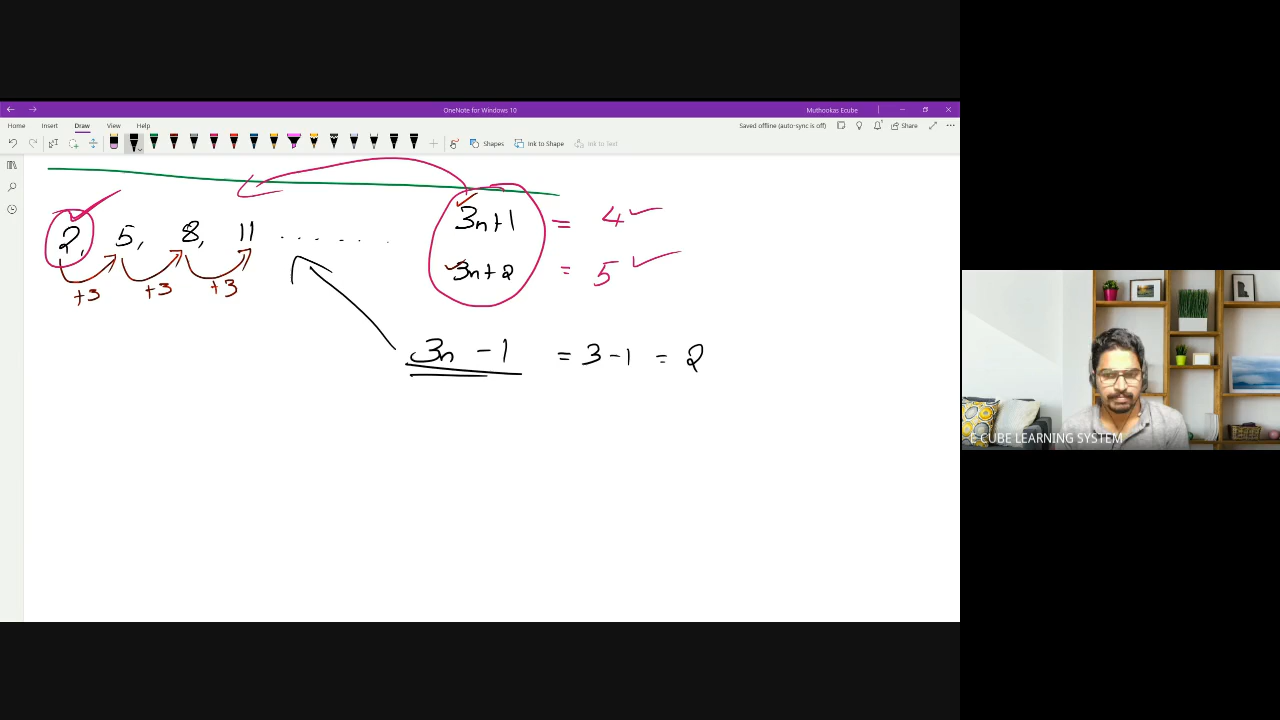 OneNote for Windows 10
Muthookas Ecube
Home Insert Draw View Help
Saved offline (auto-sync is off)
Share
Shapes
Ink to Shape
Ink to Text
2, 5, 8, 11 ........
+3 +3 +3
3n+1 = 4
3n+2 = 5
3n - 1 = 3 - 1 = 2
E CUBE LEARNING SYSTEM